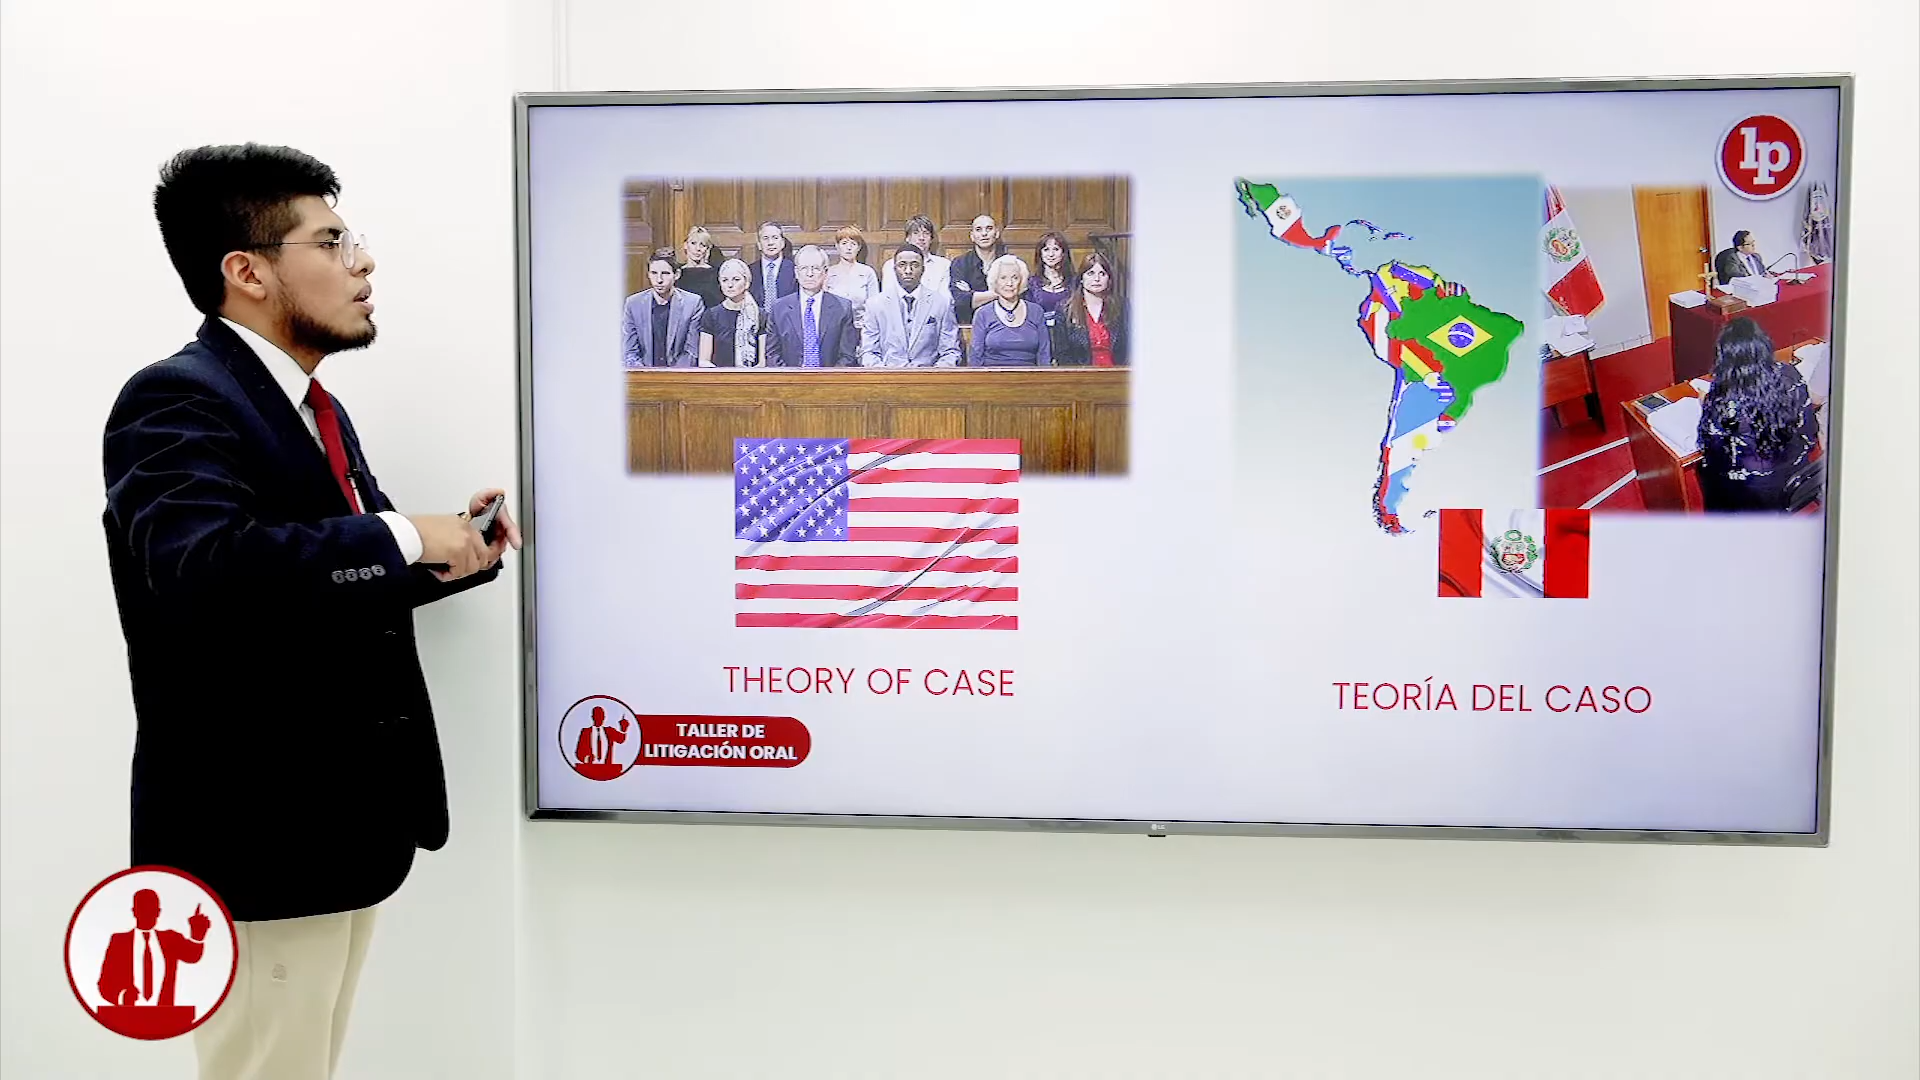 lp
THEORY OF CASE
TEORÍA DEL CASO
TALLER DE
LITIGACIÓN ORAL